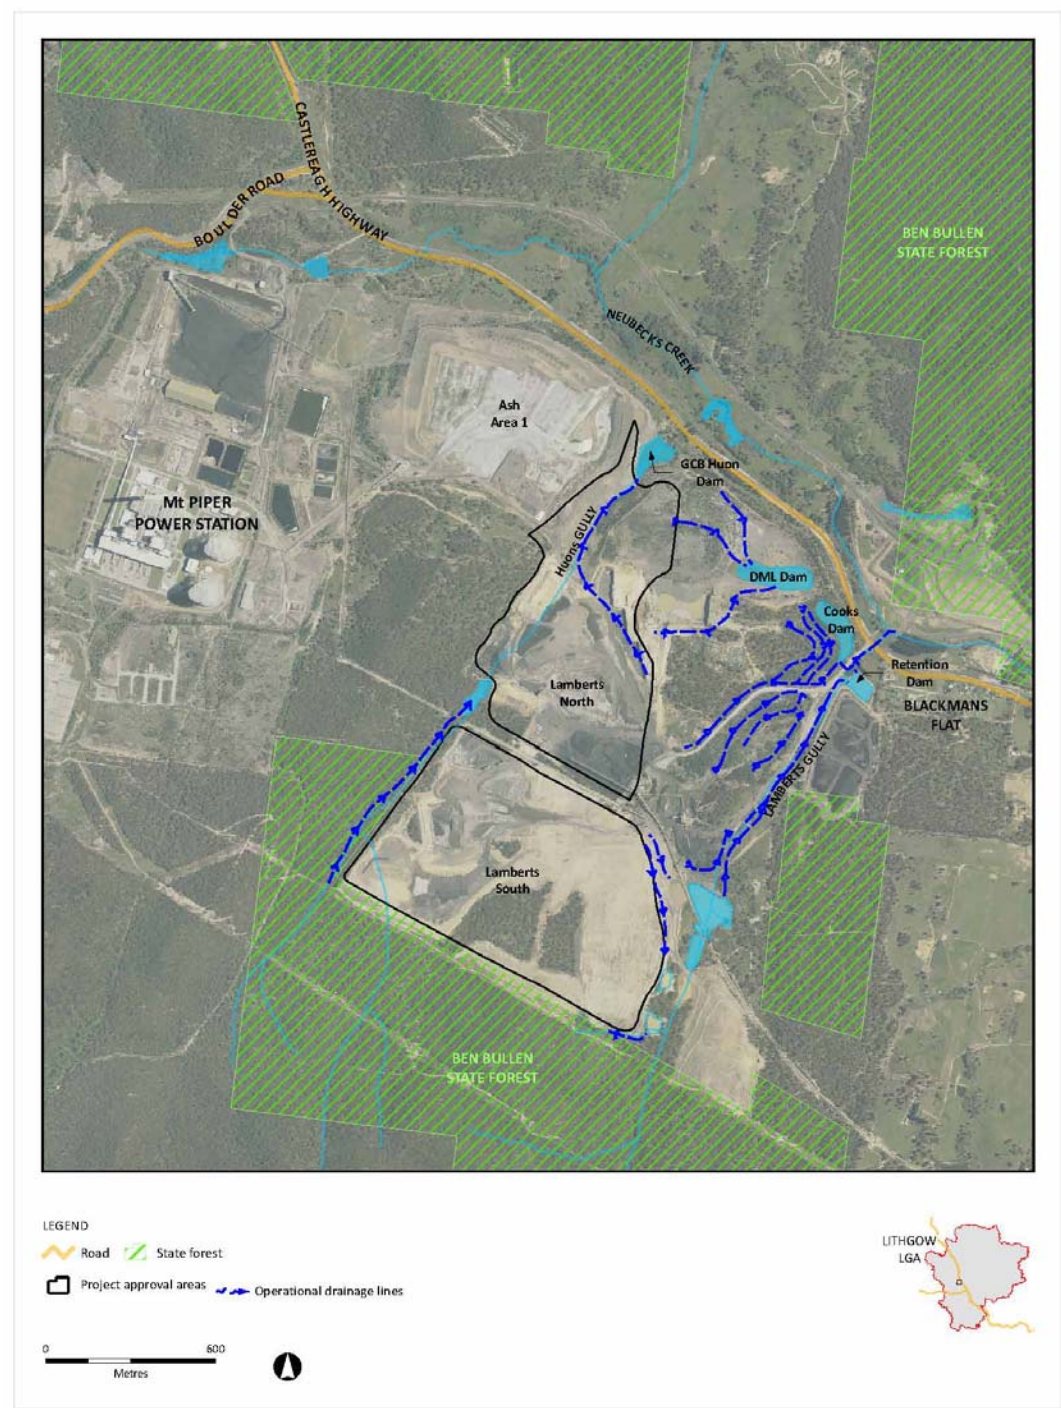 CASTLEREAGH HIGHWAY
BOULDER ROAD
BEN BULLEN
STATE FOREST
NEUBECKS CREEK
Ash
Area 1
GCB Huon
Dam
Mt PIPER
POWER STATION
Huons GULLY
DML Dam
Cooks
Dam
Retention
Dam
Lamberts
North
BLACKMANS
FLAT
LAMBERTS GULLY
Lamberts
South
BEN BULLEN
STATE FOREST
LEGEND
Road
State forest
Project approval areas
Operational drainage lines
LITHGOW
LGA
0 600
Metres